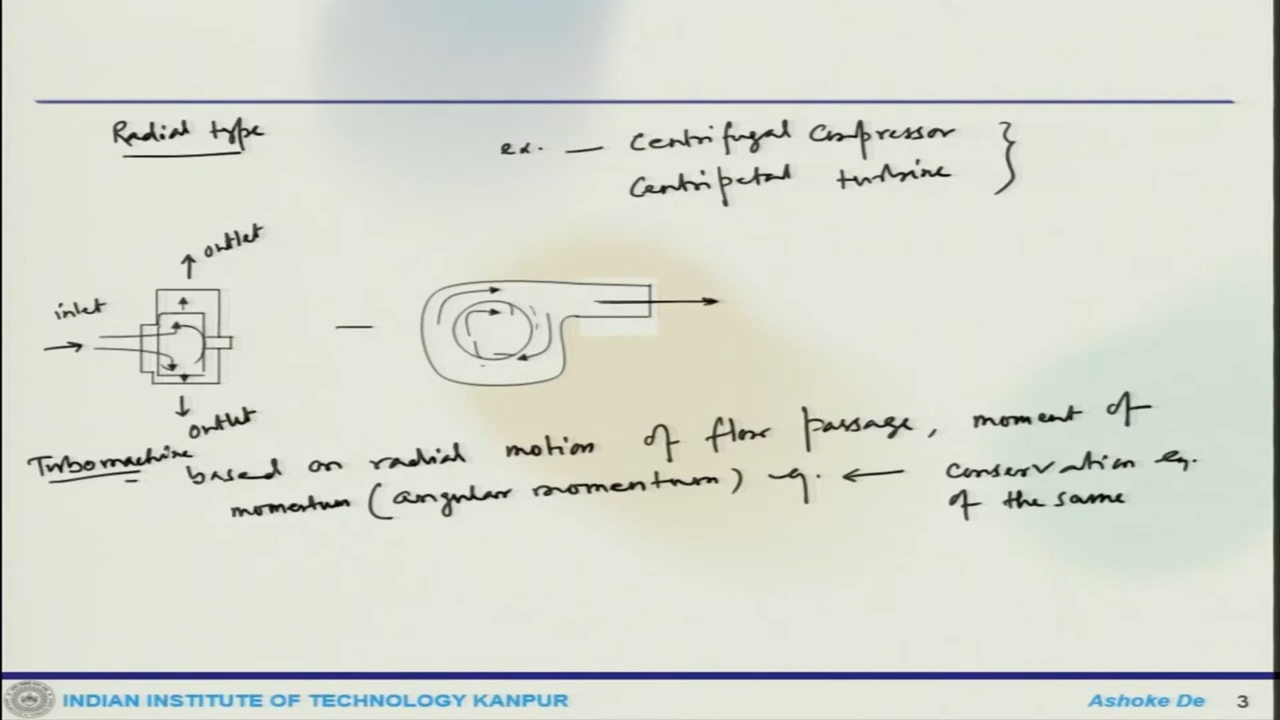 Radial type
ex. — Centrifugal Compressor
Centripetal turbine
outlet
inlet
outlet
Turbomachine based on radial motion of flow passage, moment of
momentum (angular momentum) eq. ← conservation eq.
of the same
INDIAN INSTITUTE OF TECHNOLOGY KANPUR
Ashoke De 3